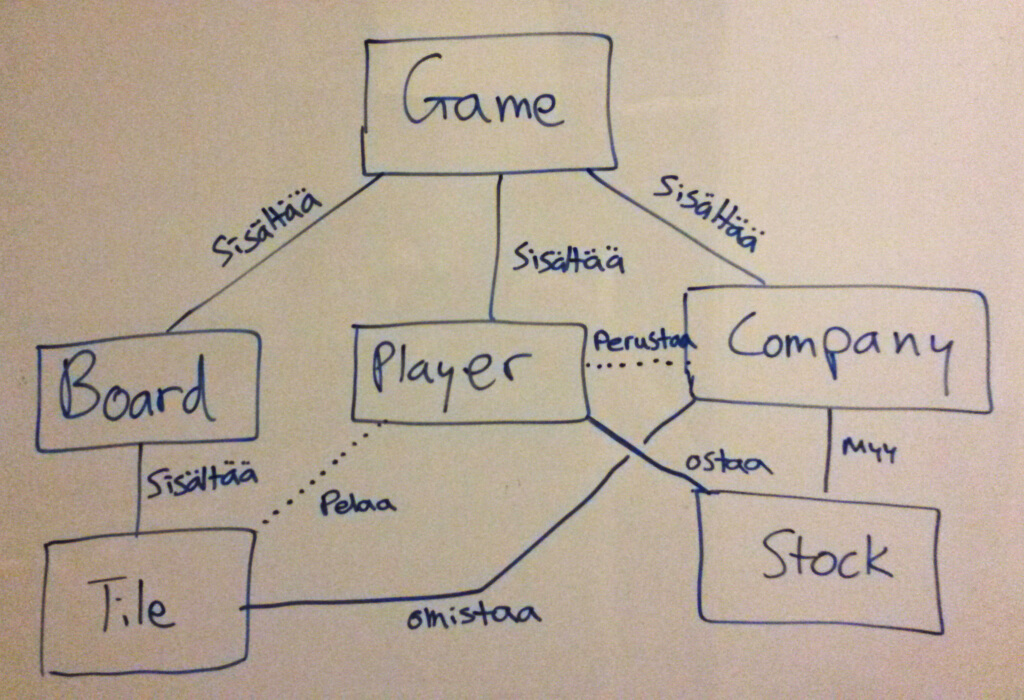 Game
Sisältää
Sisältää
Sisältää
Board
Player
Perustaa
Company
Sisältää
Pelaa
ostaa
Myy
Tile
omistaa
Stock